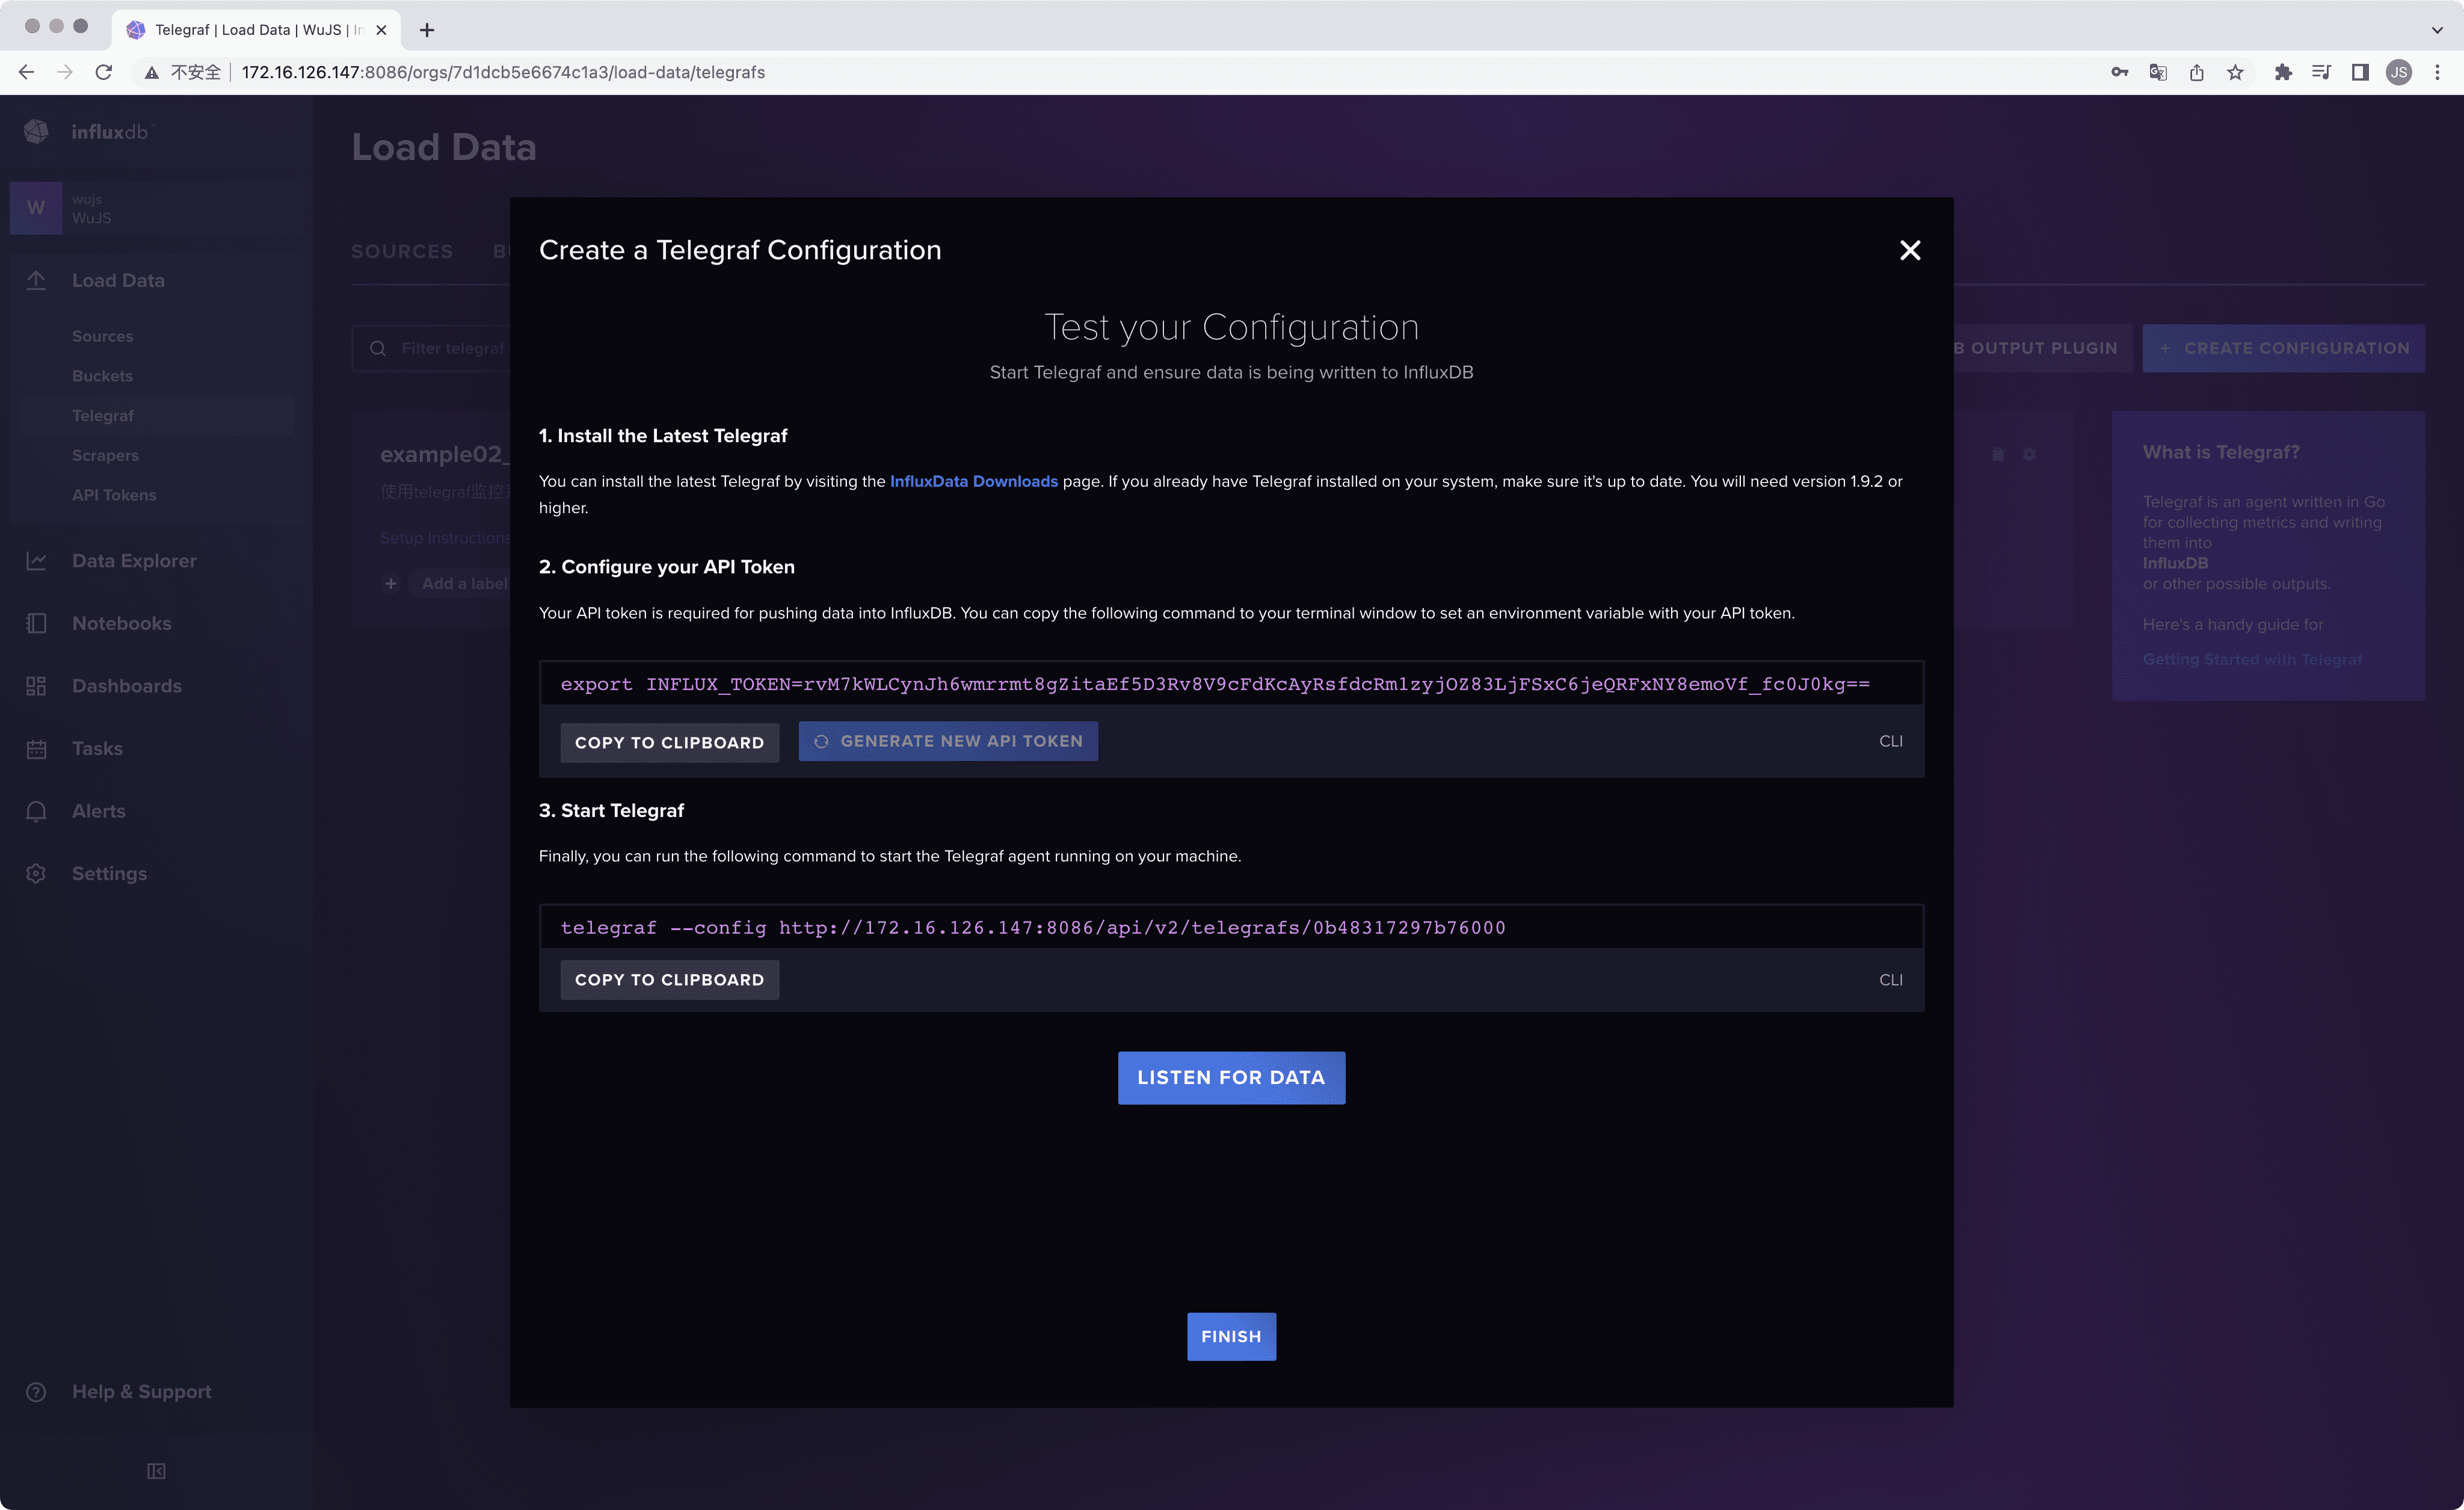 Telegraf | Load Data | WuJS | In
不安全 172.16.126.147:8086/orgs/7d1dcb5e6674c1a3/load-data/telegrafs
JS
influxdb™
W
wujs
WuJS
Load Data
Sources
Buckets
Telegraf
Scrapers
API Tokens
Data Explorer
Notebooks
Dashboards
Tasks
Alerts
Settings
Help & Support
Load Data
SOURCES
Filter telegraf
B OUTPUT PLUGIN
+ CREATE CONFIGURATION
example02_
使用telegraf监控
Setup Instructions
+ Add a label
What is Telegraf?
Telegraf is an agent written in Go
for collecting metrics and writing
them into
InfluxDB
or other possible outputs.
Here's a handy guide for
Getting Started with Telegraf
Create a Telegraf Configuration
Test your Configuration
Start Telegraf and ensure data is being written to InfluxDB
1. Install the Latest Telegraf
You can install the latest Telegraf by visiting the InfluxData Downloads page. If you already have Telegraf installed on your system, make sure it's up to date. You will need version 1.9.2 or
higher.
2. Configure your API Token
Your API token is required for pushing data into InfluxDB. You can copy the following command to your terminal window to set an environment variable with your API token.
export INFLUX_TOKEN=rvM7kWLCynJh6wmrrmt8gZitaEf5D3Rv8V9cFdKcAyRsfdcRm1zyjOZ83LjFSxC6jeQRFxNY8emoVf_fc0J0kg==
COPY TO CLIPBOARD
GENERATE NEW API TOKEN
CLI
3. Start Telegraf
Finally, you can run the following command to start the Telegraf agent running on your machine.
telegraf --config http://172.16.126.147:8086/api/v2/telegrafs/0b48317297b76000
COPY TO CLIPBOARD
CLI
LISTEN FOR DATA
FINISH